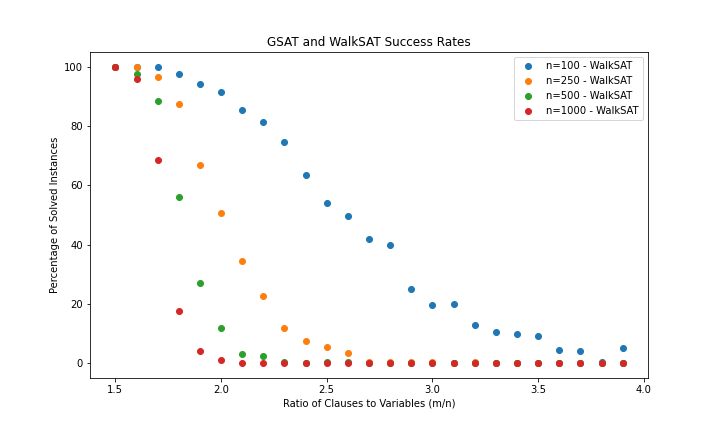 GSAT and WalkSAT Success Rates
Percentage of Solved Instances
100
80
60
40
20
0
n=100 - WalkSAT
n=250 - WalkSAT
n=500 - WalkSAT
n=1000 - WalkSAT
1.5 2.0 2.5 3.0 3.5 4.0
Ratio of Clauses to Variables (m/n)